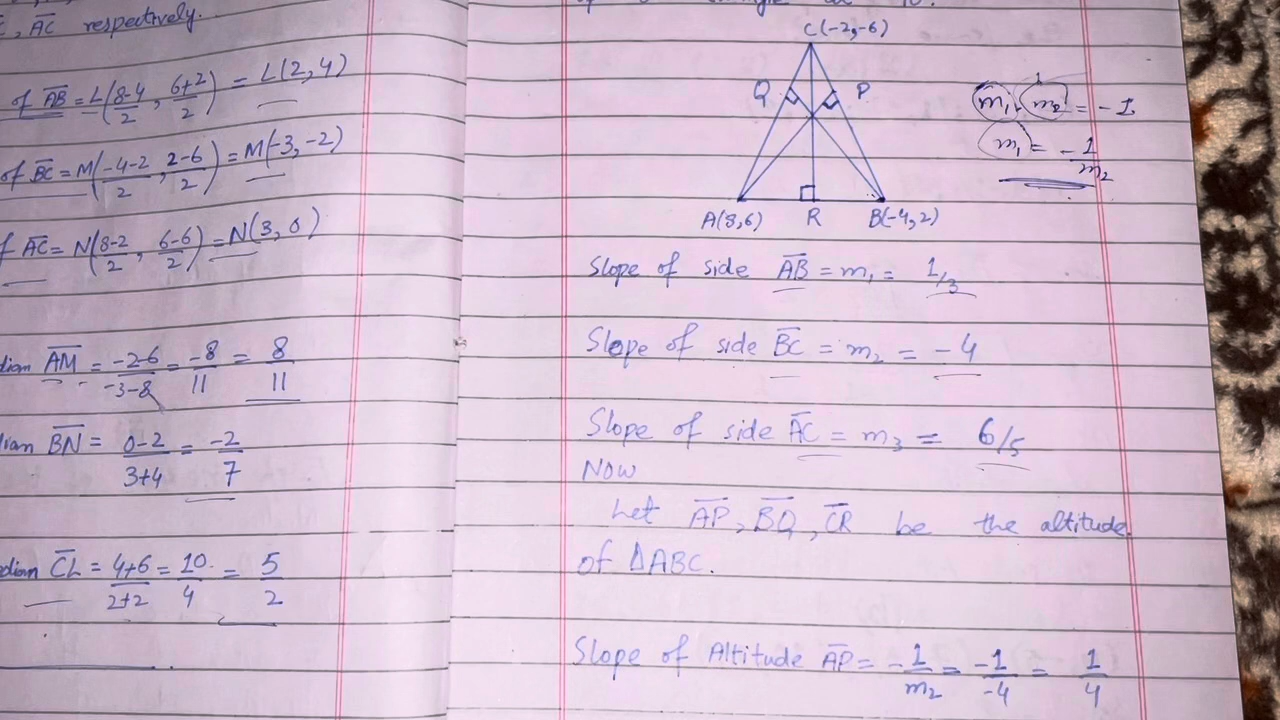 , AC respectively.
of AB = L(8-4/2, 6+2/2) = L(2, 4)
of BC = M(-4-2/2, 2-6/2) = M(-3, -2)
f AC = N(8-2/2, 6-6/2) = N(3, 0)
dian AM = -2-6/-3-8 = -8/11 = 8/11
ian BN = 0-2/3+4 = -2/7
dian CL = 4+6/2+2 = 10/4 = 5/2
C(-2,-6)
Q P
A(8,6) R B(-4,2)
m₁ . m₂ = -1
m₁ = -1/m₂
Slope of side AB = m₁ = 1/3
Slope of side BC = m₂ = -4
Slope of side AC = m₃ = 6/5
Now
Let AP, BQ, CR be the altitude
of ΔABC.
Slope of Altitude AP = -1/m₂ = -1/-4 = 1/4